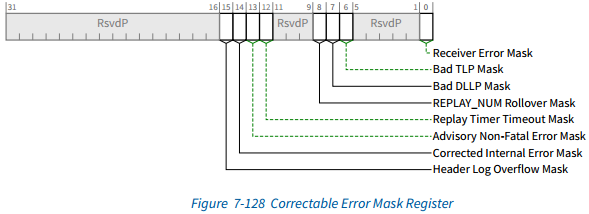 31 16 15 14 13 12 11 9 8 7 6 5 1 0
RsvdP RsvdP RsvdP
Receiver Error Mask
Bad TLP Mask
Bad DLLP Mask
REPLAY_NUM Rollover Mask
Replay Timer Timeout Mask
Advisory Non-Fatal Error Mask
Corrected Internal Error Mask
Header Log Overflow Mask
Figure 7-128 Correctable Error Mask Register